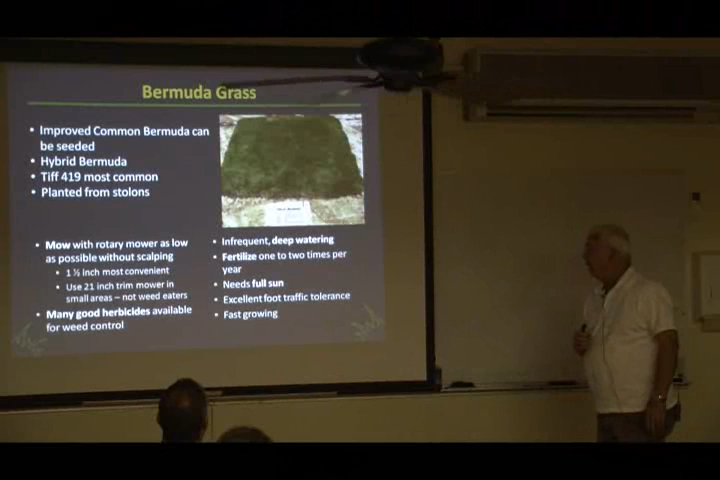 Bermuda Grass
• Improved Common Bermuda can
be seeded
• Hybrid Bermuda
• Tiff 419 most common
• Planted from stolons
• Mow with rotary mower as low
as possible without scalping
• 1 ½ inch most convenient
• Use 21 inch trim mower in
small areas – not weed eaters
• Many good herbicides available
for weed control
• Infrequent, deep watering
• Fertilize one to two times per
year
• Needs full sun
• Excellent foot traffic tolerance
• Fast growing